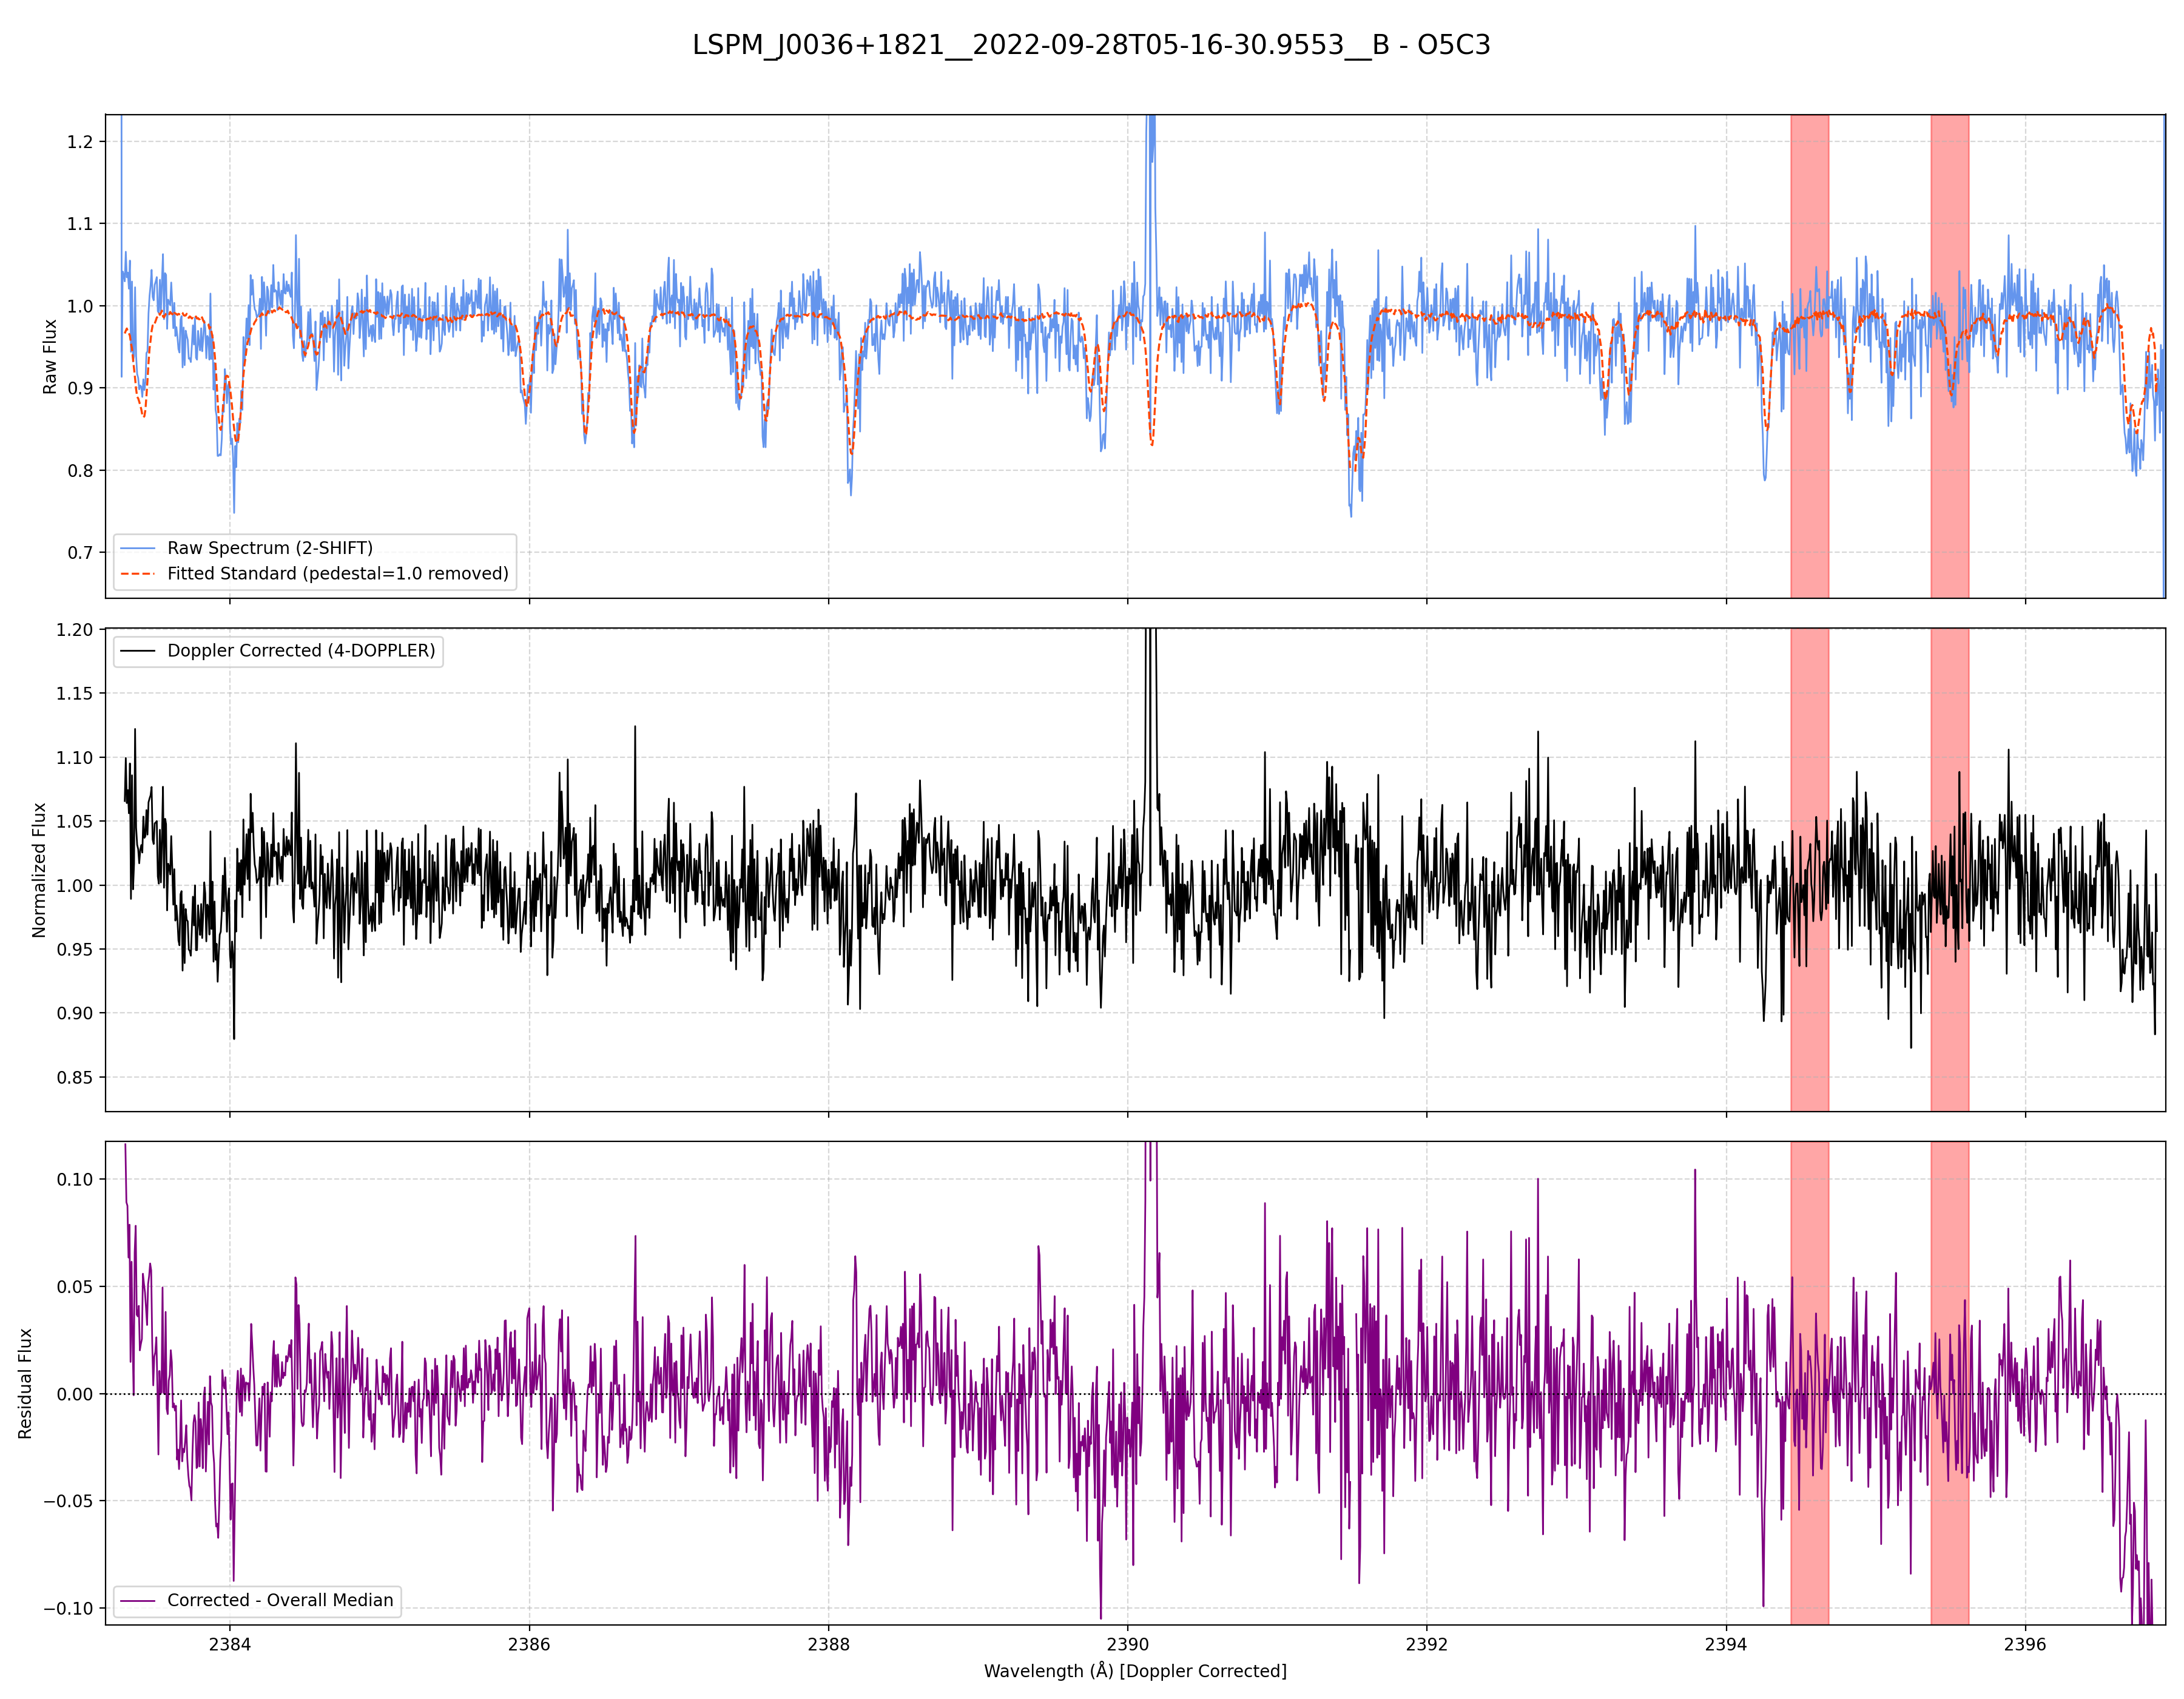 LSPM_J0036+1821__2022-09-28T05-16-30.9553__B - O5C3
1.2
1.1
1.0
0.9
0.8
0.7
Raw Flux
Raw Spectrum (2-SHIFT)
Fitted Standard (pedestal=1.0 removed)
1.20
1.15
1.10
1.05
1.00
0.95
0.90
0.85
Normalized Flux
Doppler Corrected (4-DOPPLER)
0.10
0.05
0.00
−0.05
−0.10
Residual Flux
Corrected - Overall Median
2384 2386 2388 2390 2392 2394 2396
Wavelength (Å) [Doppler Corrected]